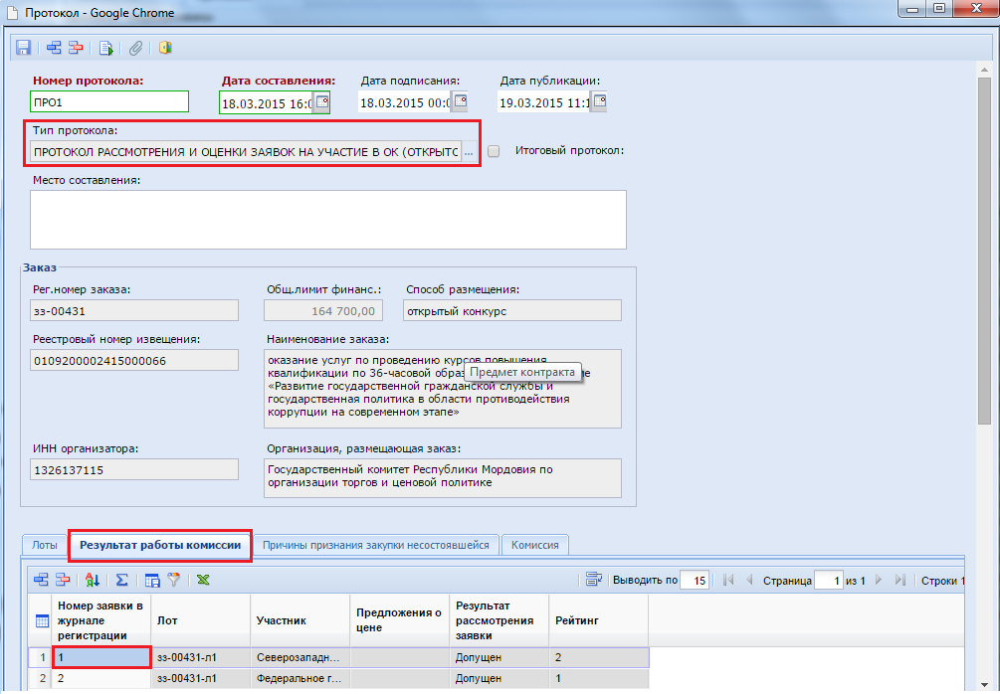 Протокол - Google Chrome
Номер протокола: Дата составления: Дата подписания: Дата публикации:
ПРО1 18.03.2015 16:0 18.03.2015 00:0 19.03.2015 11:1
Тип протокола:
ПРОТОКОЛ РАССМОТРЕНИЯ И ОЦЕНКИ ЗАЯВОК НА УЧАСТИЕ В ОК (ОТКРЫТО ... Итоговый протокол:
Место составления:
Заказ
Рег.номер заказа: Общ.лимит финанс.: Способ размещения:
зз-00431 164 700,00 открытый конкурс
Реестровый номер извещения: Наименование заказа:
0109200002415000066
оказание услуг по проведению курсов повышения
квалификации по 36-часовой
Предмет контракта
«Развитие государственной гражданской службы и
государственная политика в области противодействия
коррупции на современном этапе»
ИНН организатора: Организация, размещающая заказ:
1326137115
Государственный комитет Республики Мордовия по
организации торгов и ценовой политике
Лоты Результат работы комиссии Причины признания закупки несостоявшейся Комиссия
Выводить по 15 Страница 1 из 1 Строки 1
Номер заявки в журнале регистрации Лот Участник Предложения о цене Результат рассмотрения заявки Рейтинг
1 1 зз-00431-л1 Северозападн... Допущен 2
2 2 зз-00431-л1 Федеральное г... Допущен 1